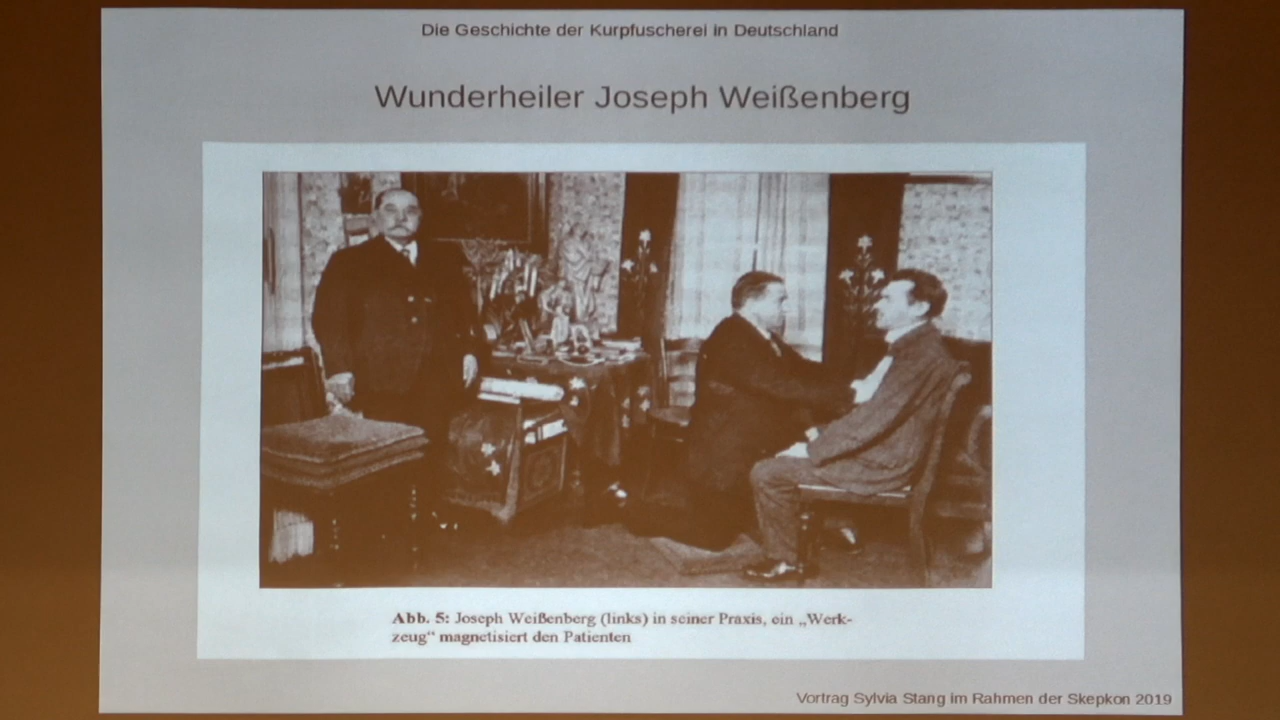 Die Geschichte der Kurpfuscherei in Deutschland
Wunderheiler Joseph Weißenberg
Abb. 5: Joseph Weißenberg (links) in seiner Praxis, ein „Werk-
zeug“ magnetisiert den Patienten
Vortrag Sylvia Stang im Rahmen der Skepkon 2019